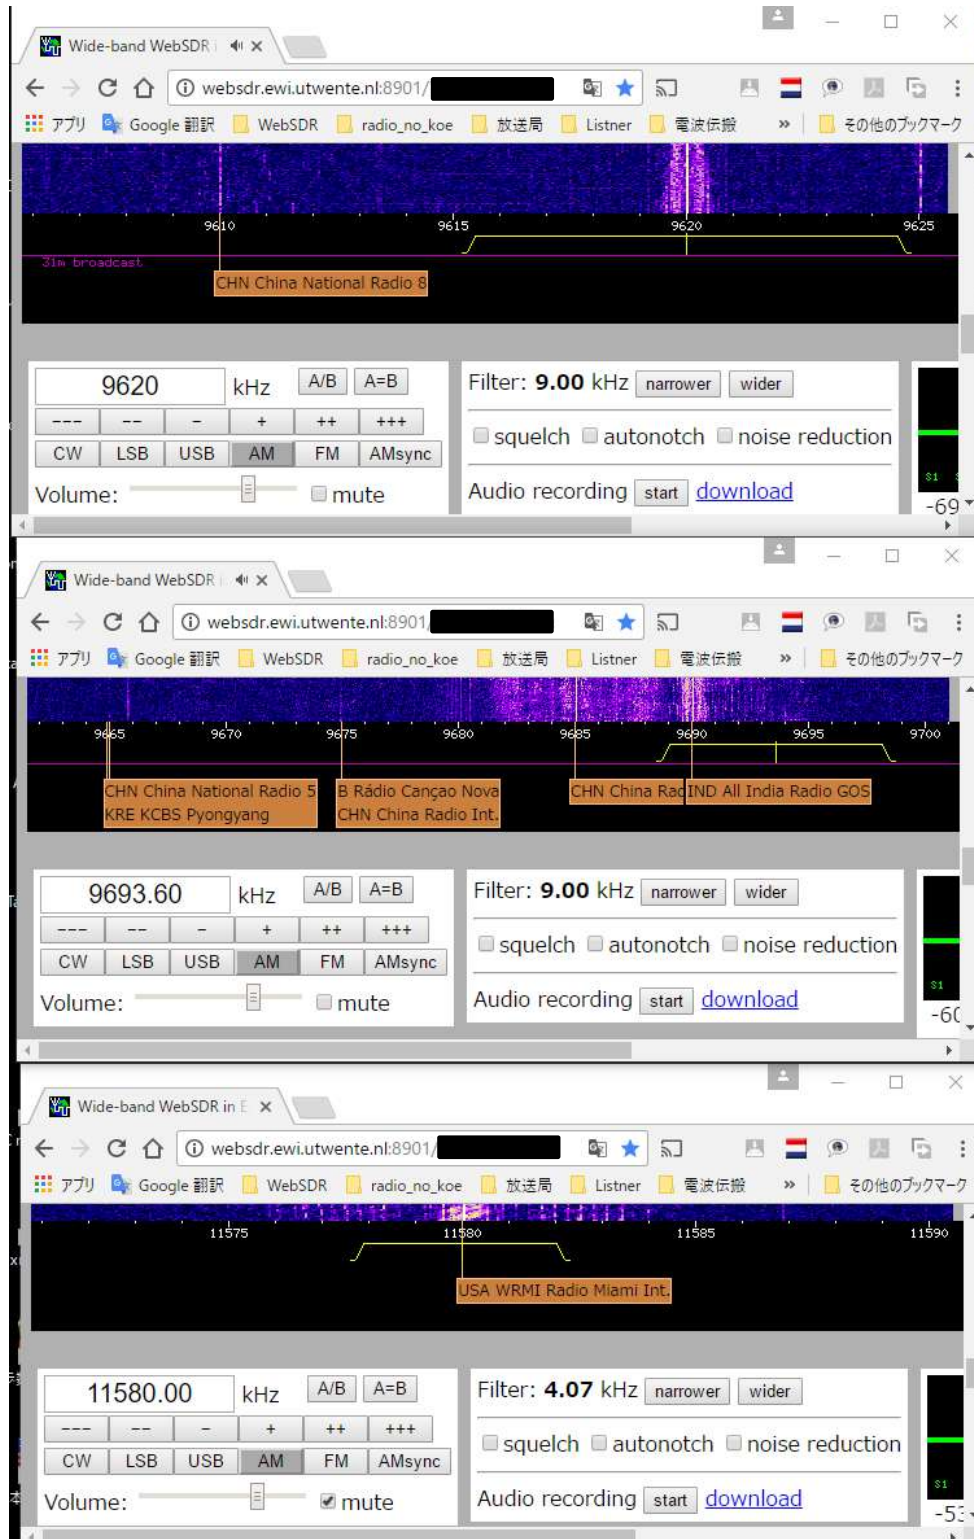 Wide-band WebSDR i
websdr.ewi.utwente.nl:8901/
アプリ Google 翻訳 WebSDR radio_no_koe 放送局 Listner 電波伝搬 » その他のブックマーク
9610 9615 9620 9625
31m broadcast
CHN China National Radio 8
9620 kHz A/B A=B Filter: 9.00 kHz narrower wider
--- -- - + ++ +++
squelch autonotch noise reduction
CW LSB USB AM FM AMsync
S1
Volume: mute Audio recording start download
-69
Wide-band WebSDR i
websdr.ewi.utwente.nl:8901/
アプリ Google 翻訳 WebSDR radio_no_koe 放送局 Listner 電波伝搬 » その他のブックマーク
9665 9670 9675 9680 9685 9690 9695 9700
CHN China National Radio 5 B Rádio Cançao Nova CHN China Rad IND All India Radio GOS
KRE KCBS Pyongyang CHN China Radio Int.
9693.60 kHz A/B A=B Filter: 9.00 kHz narrower wider
--- -- - + ++ +++
squelch autonotch noise reduction
CW LSB USB AM FM AMsync
S1
Volume: mute Audio recording start download
-60
Wide-band WebSDR in E
websdr.ewi.utwente.nl:8901/
アプリ Google 翻訳 WebSDR radio_no_koe 放送局 Listner 電波伝搬 » その他のブックマーク
11575 11580 11585 11590
USA WRMI Radio Miami Int.
11580.00 kHz A/B A=B Filter: 4.07 kHz narrower wider
--- -- - + ++ +++
squelch autonotch noise reduction
CW LSB USB AM FM AMsync
S1
Volume: mute Audio recording start download